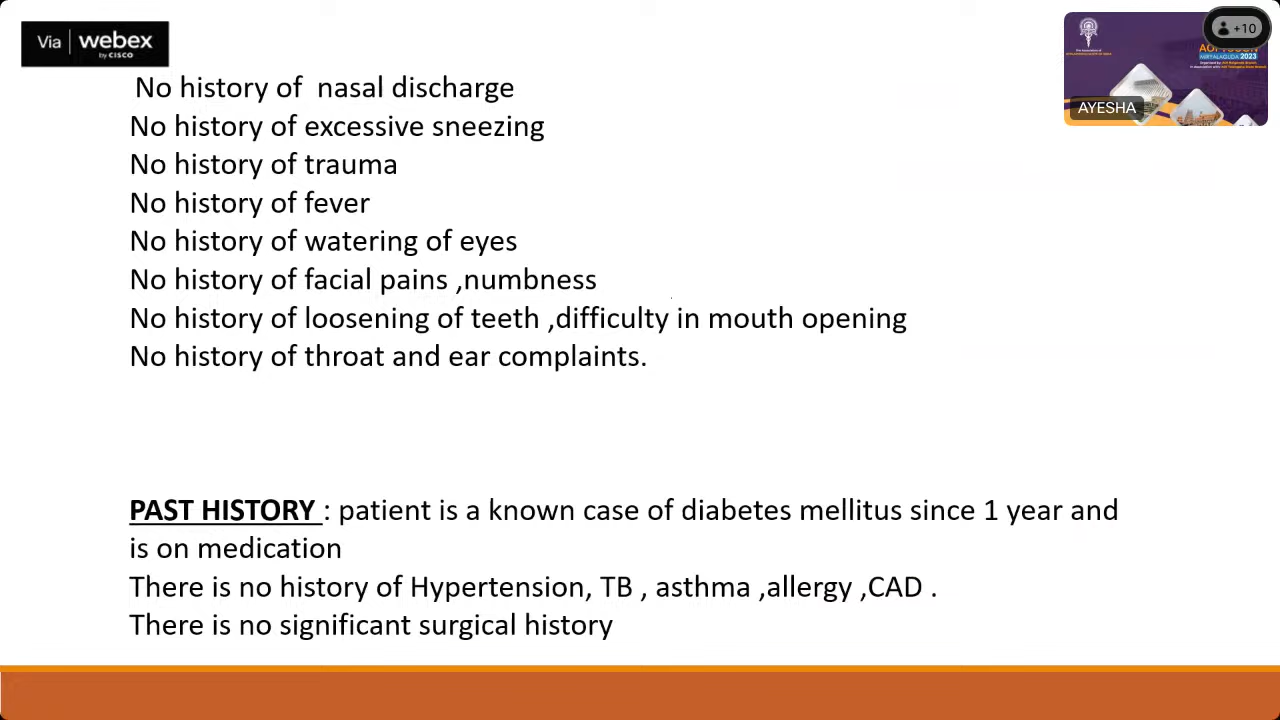 Via webex
by CISCO
+10
MIRYALAGUDA 2023
AYESHA
No history of nasal discharge
No history of excessive sneezing
No history of trauma
No history of fever
No history of watering of eyes
No history of facial pains ,numbness
No history of loosening of teeth ,difficulty in mouth opening
No history of throat and ear complaints.
PAST HISTORY : patient is a known case of diabetes mellitus since 1 year and
is on medication
There is no history of Hypertension, TB , asthma ,allergy ,CAD .
There is no significant surgical history